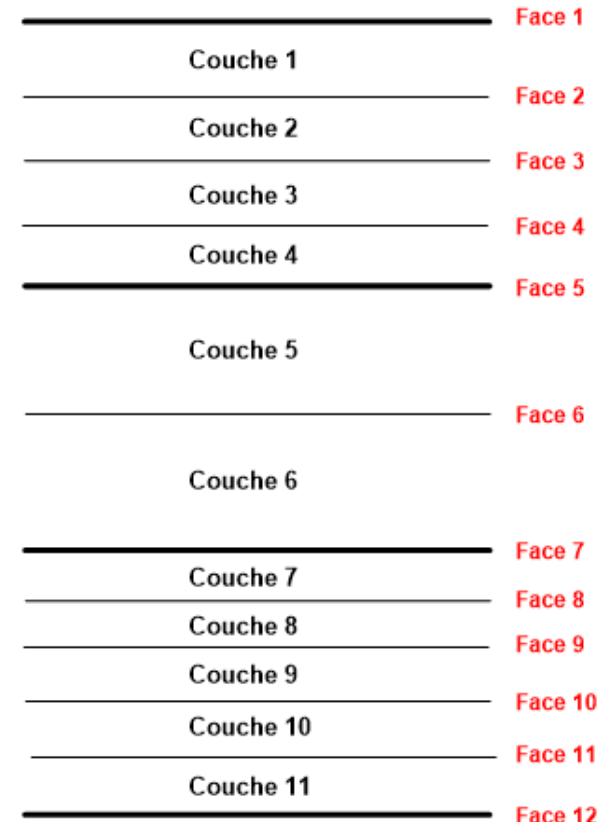 Face 1
Couche 1
Face 2
Couche 2
Face 3
Couche 3
Face 4
Couche 4
Face 5
Couche 5
Face 6
Couche 6
Face 7
Couche 7
Face 8
Couche 8
Face 9
Couche 9
Face 10
Couche 10
Face 11
Couche 11
Face 12